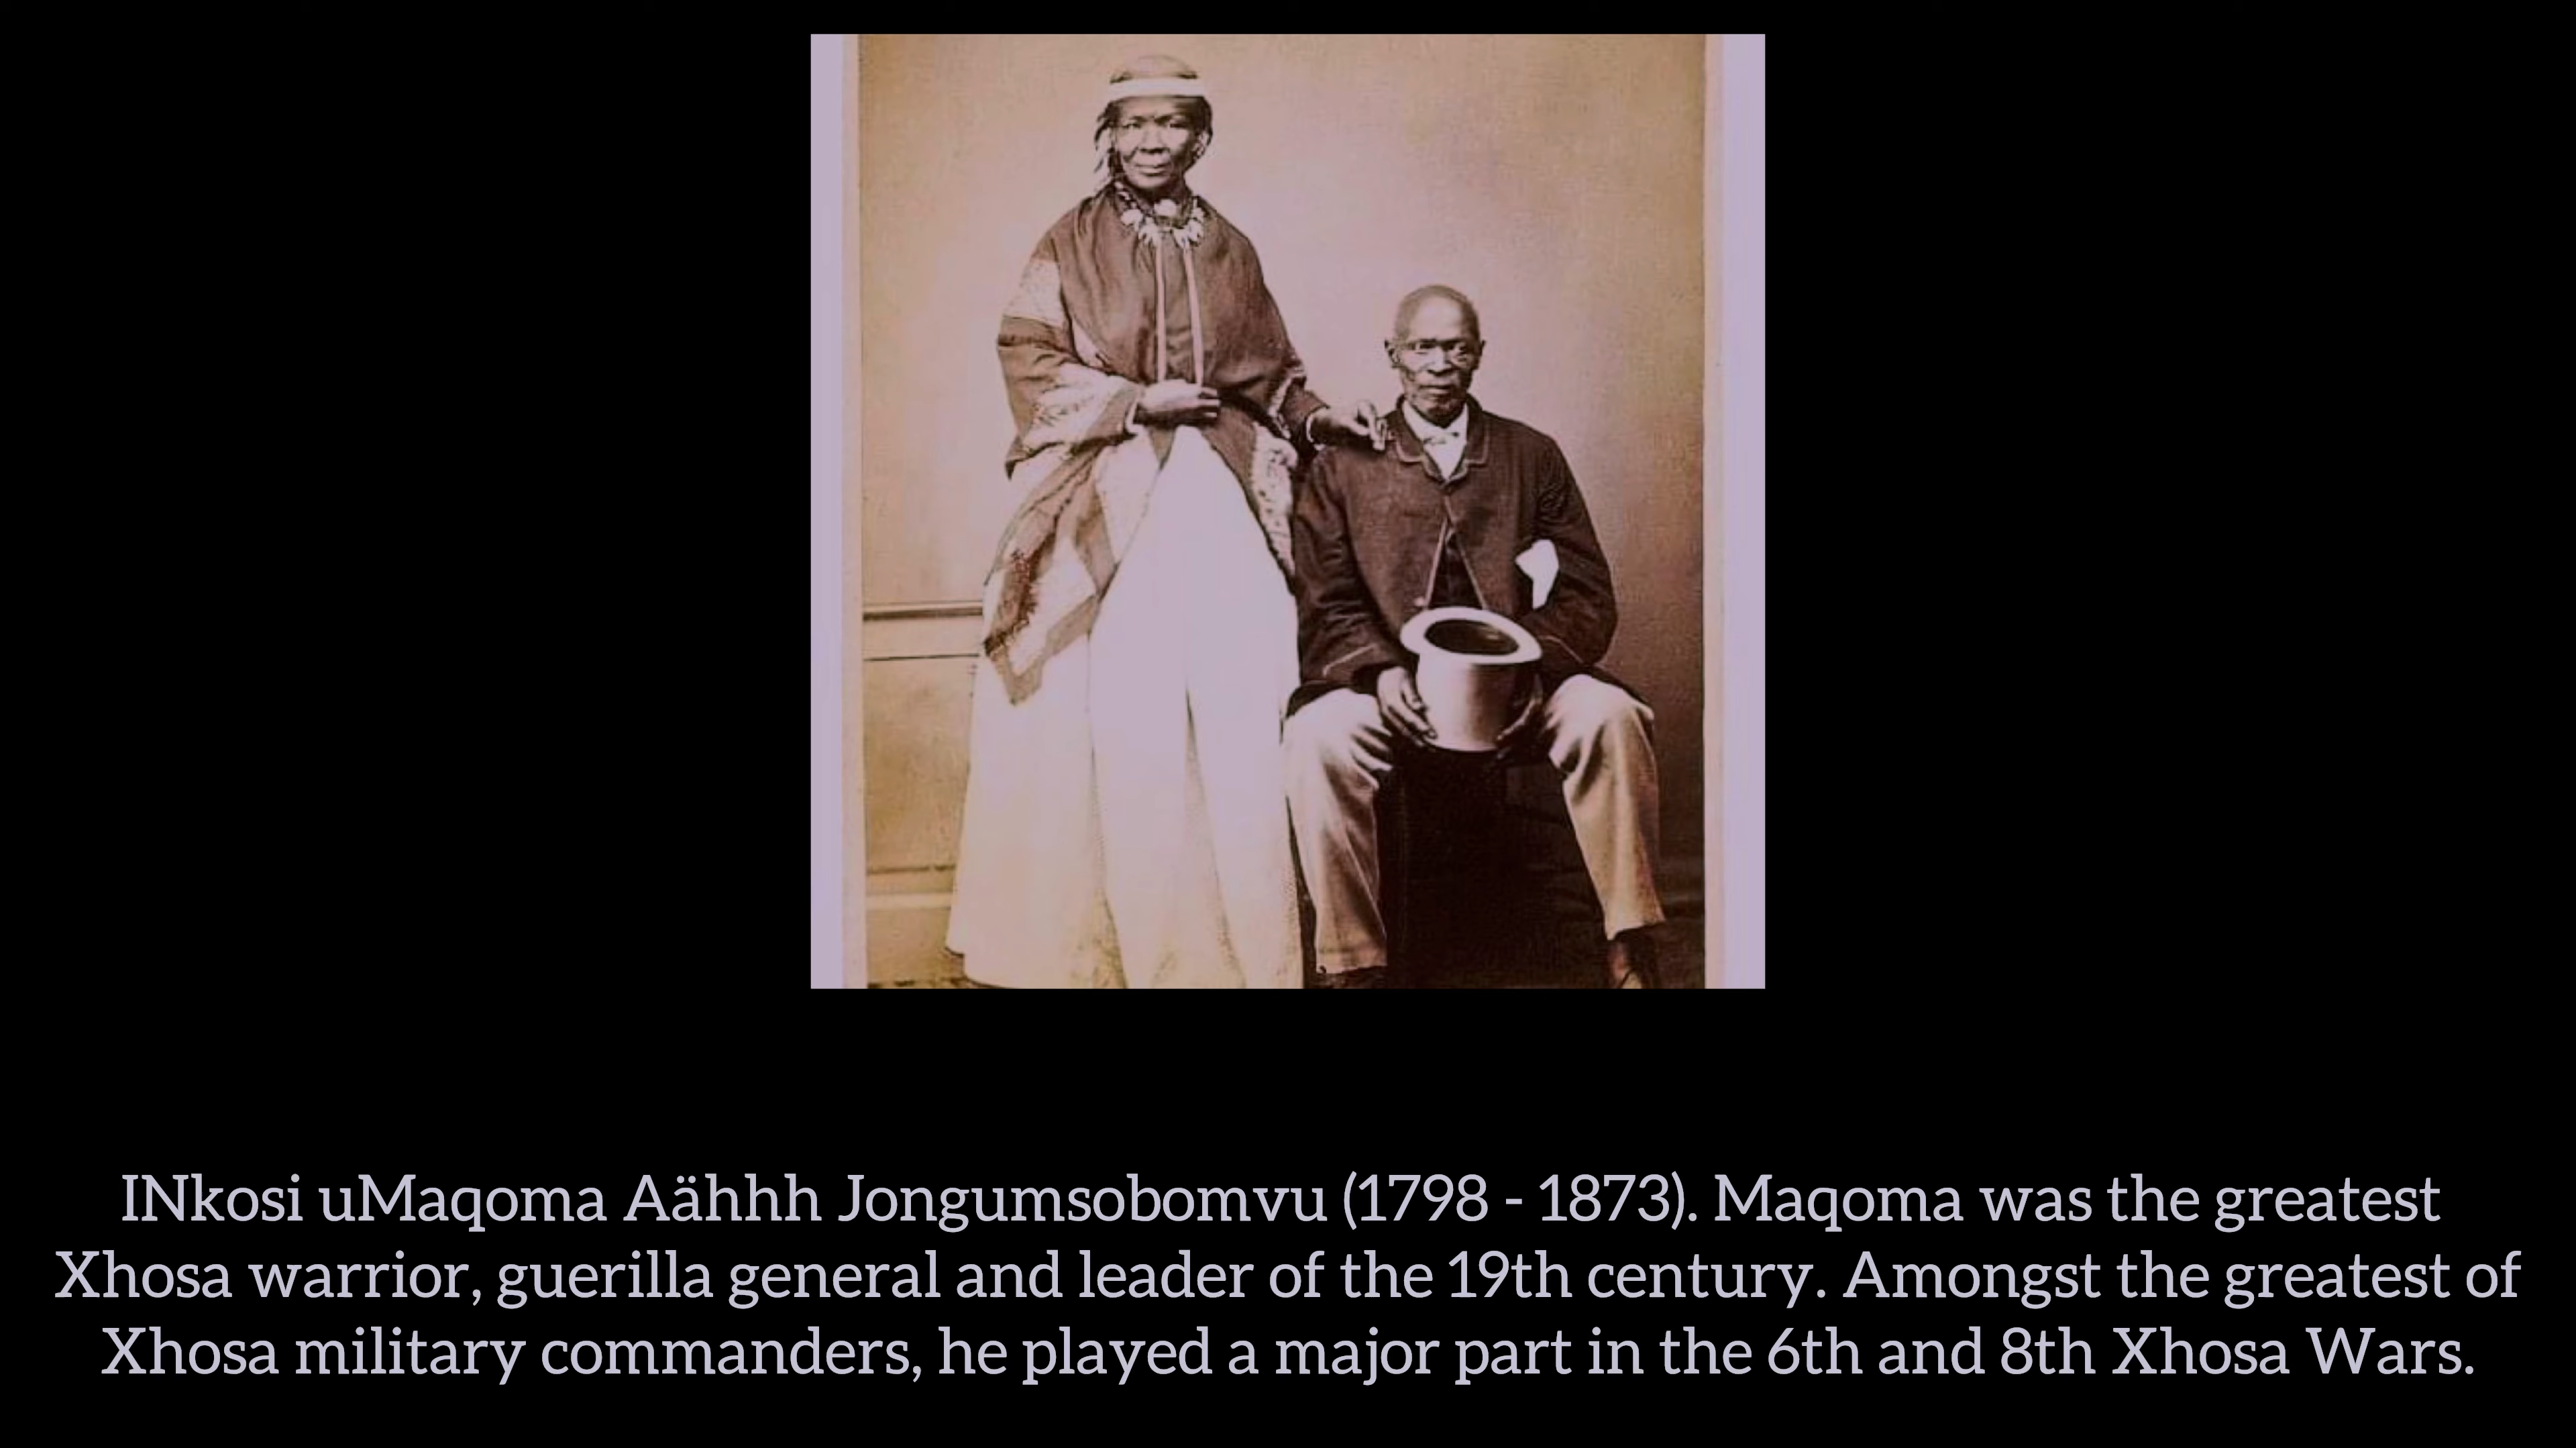 INkosi uMaqoma Aähhh Jongumsobomvu (1798 - 1873). Maqoma was the greatest
Xhosa warrior, guerilla general and leader of the 19th century. Amongst the greatest of
Xhosa military commanders, he played a major part in the 6th and 8th Xhosa Wars.